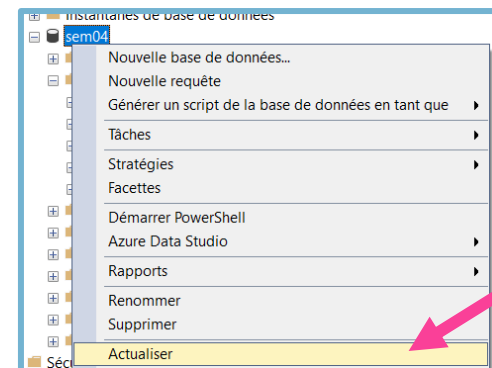 Instantanés de base de données
sem04
Nouvelle base de données...
Nouvelle requête
Générer un script de la base de données en tant que
Tâches
Stratégies
Facettes
Démarrer PowerShell
Azure Data Studio
Rapports
Renommer
Supprimer
Actualiser